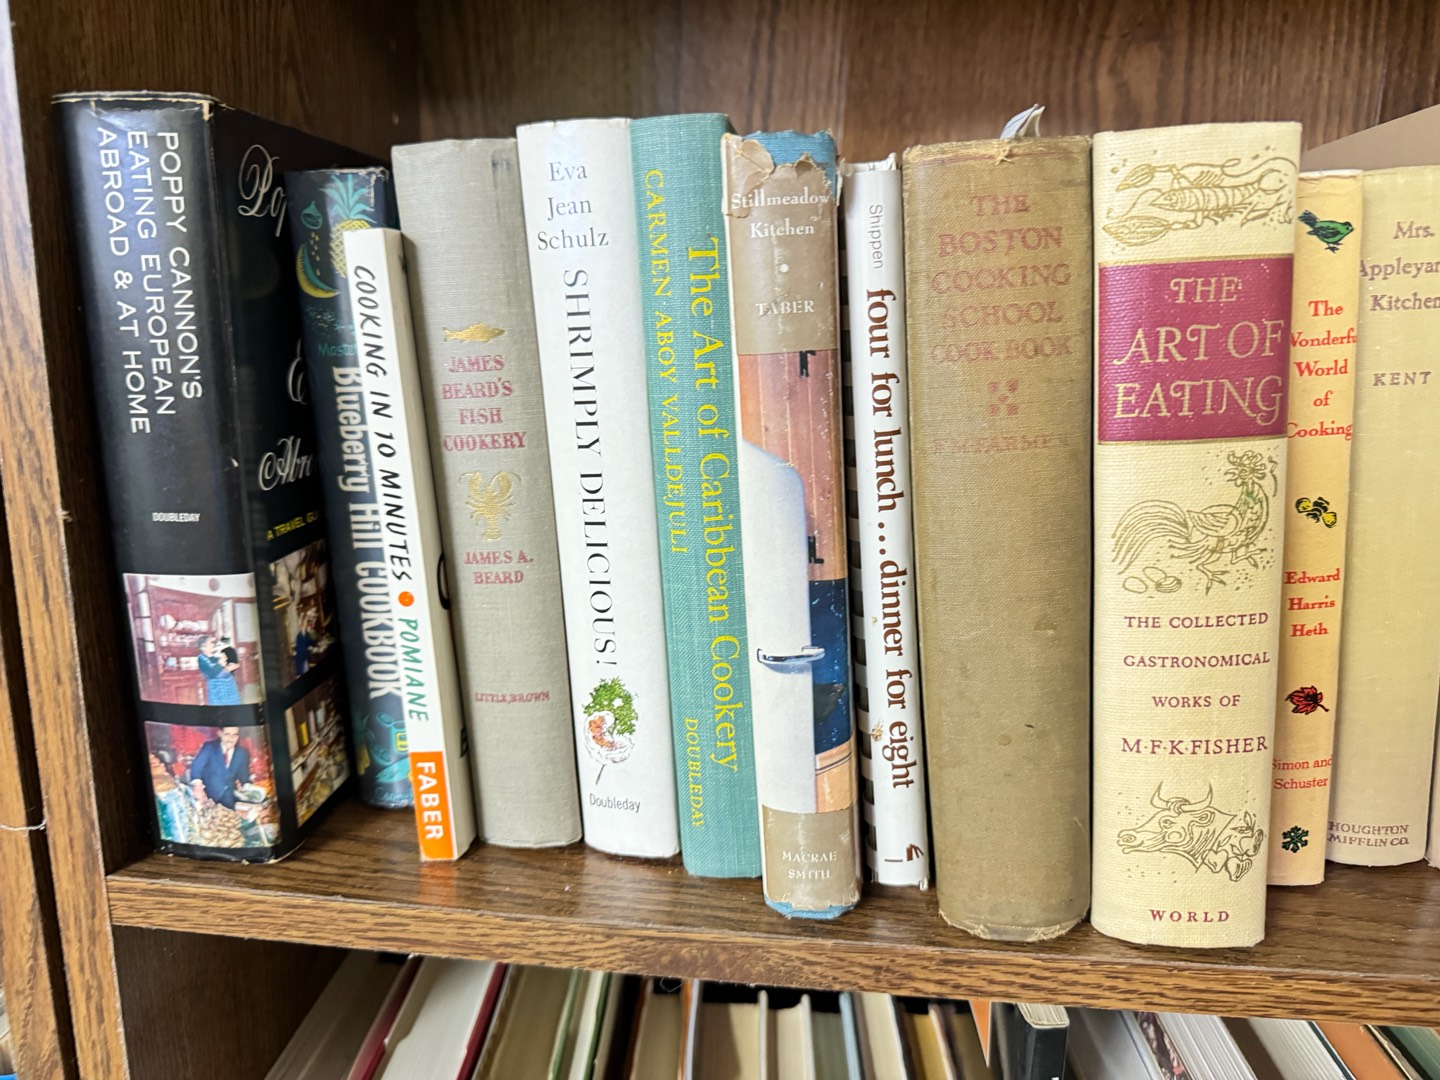 POPPY CANNON'S
EATING EUROPEAN
ABROAD & AT HOME
DOUBLEDAY
A TRAVEL
Blueberry Hill COOKBOOK
COOKING IN 10 MINUTES • POMIANE
FABER
JAMES
BEARD'S
FISH
COOKERY
JAMES A.
BEARD
LITTLE, BROWN
Eva
Jean
Schulz
SHRIMPLY DELICIOUS!
Doubleday
CARMEN ABOY VALLDEJULI
The Art of Caribbean Cookery
DOUBLEDAY
Stillmeadow
Kitchen
•
TABER
MACRAE
SMITH
Shippen
four for lunch...dinner for eight
THE
BOSTON
COOKING
SCHOOL
COOK BOOK
FARMER
THE
ART OF
EATING
THE COLLECTED
GASTRONOMICAL
WORKS OF
M·F·K·FISHER
WORLD
The
Wonderfu
World
of
Cooking
Edward
Harris
Heth
Simon and
Schuster
Mrs.
Appleyar
Kitchen
KENT
HOUGHTON
MIFFLIN CO.